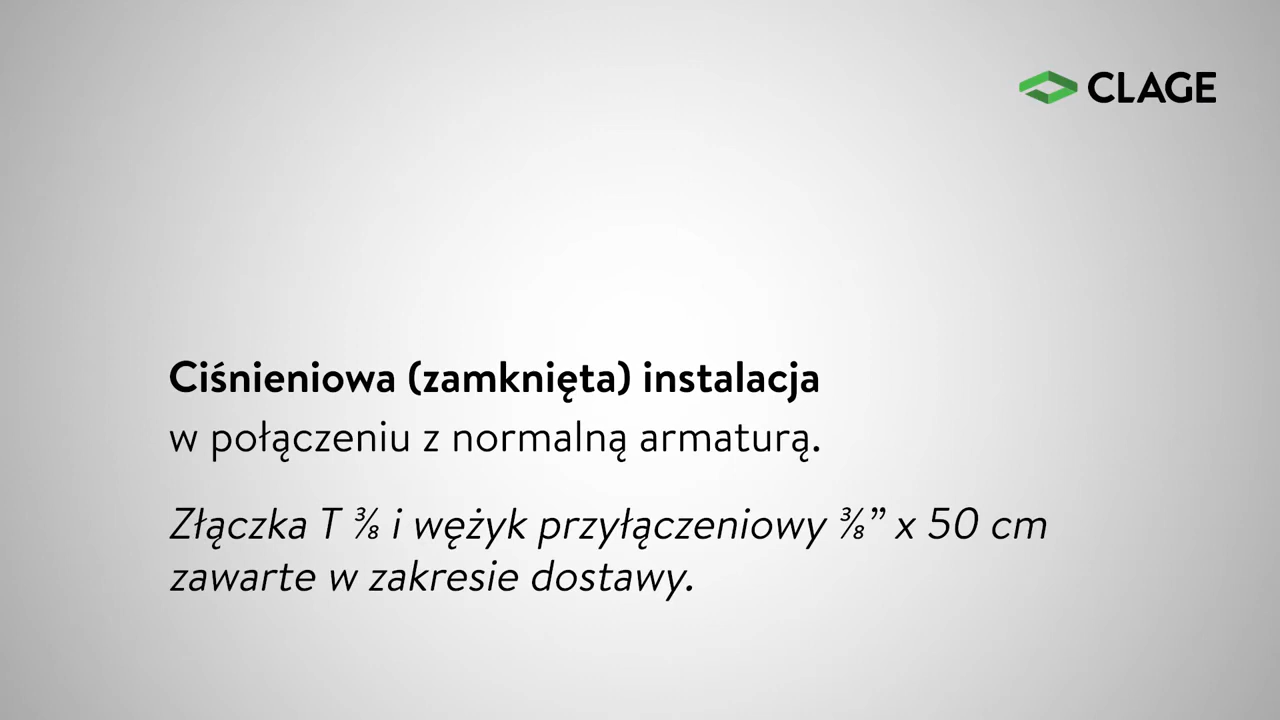 CLAGE
Ciśnieniowa (zamknięta) instalacja
w połączeniu z normalną armaturą.
Złączka T ⅜ i wężyk przyłączeniowy ⅜” x 50 cm
zawarte w zakresie dostawy.